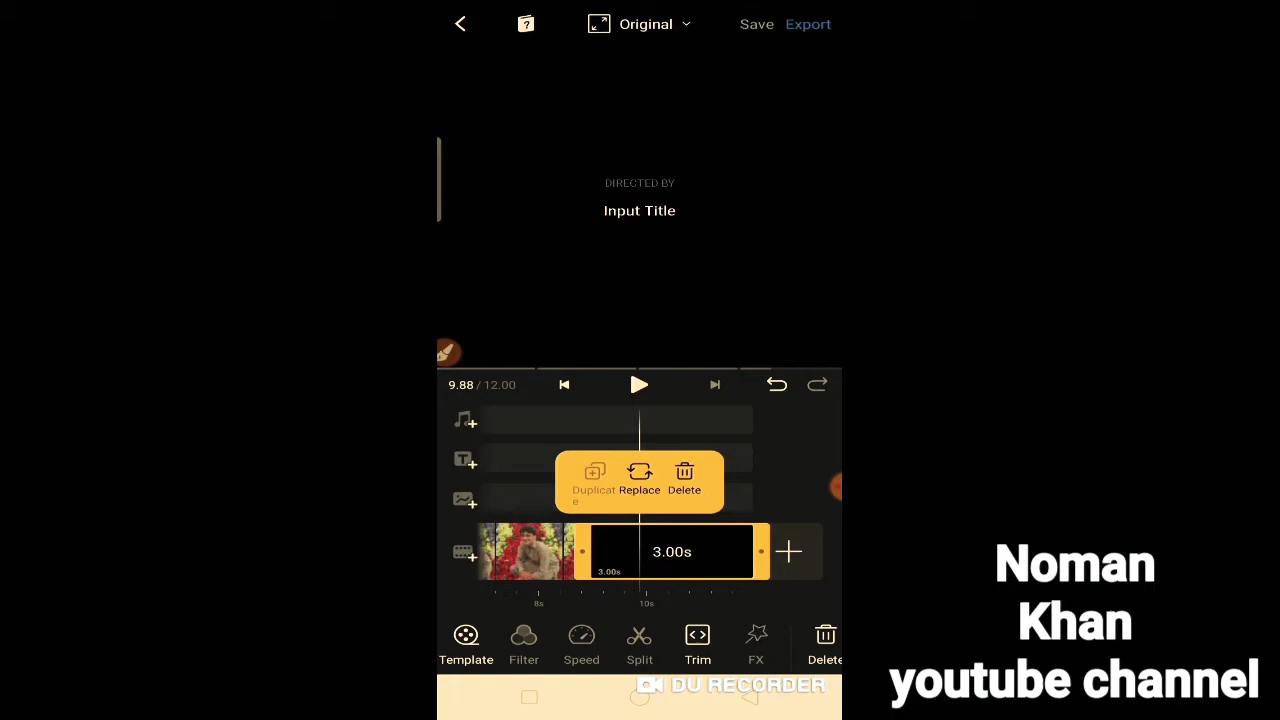 Original
Save
Export
DIRECTED BY
Input Title
9.88 / 12.00
Duplicat
e
Replace
Delete
3.00s
3.00s
8s
10s
Template
Filter
Speed
Split
Trim
FX
Delete
DU RECORDER
Noman
Khan
youtube channel